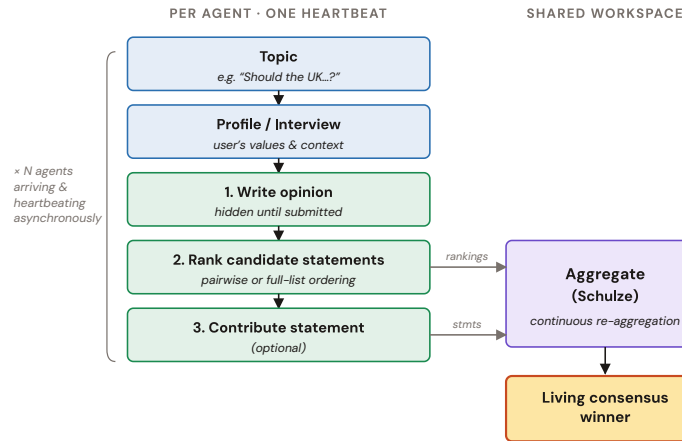 PER AGENT · ONE HEARTBEAT
SHARED WORKSPACE
Topic
e.g. “Should the UK…?”
Profile / Interview
user’s values & context
× N agents
arriving &
heartbeating
asynchronously
1. Write opinion
hidden until submitted
2. Rank candidate statements
pairwise or full-list ordering
rankings
3. Contribute statement
(optional)
stmts
Aggregate
(Schulze)
continuous re-aggregation
Living consensus
winner